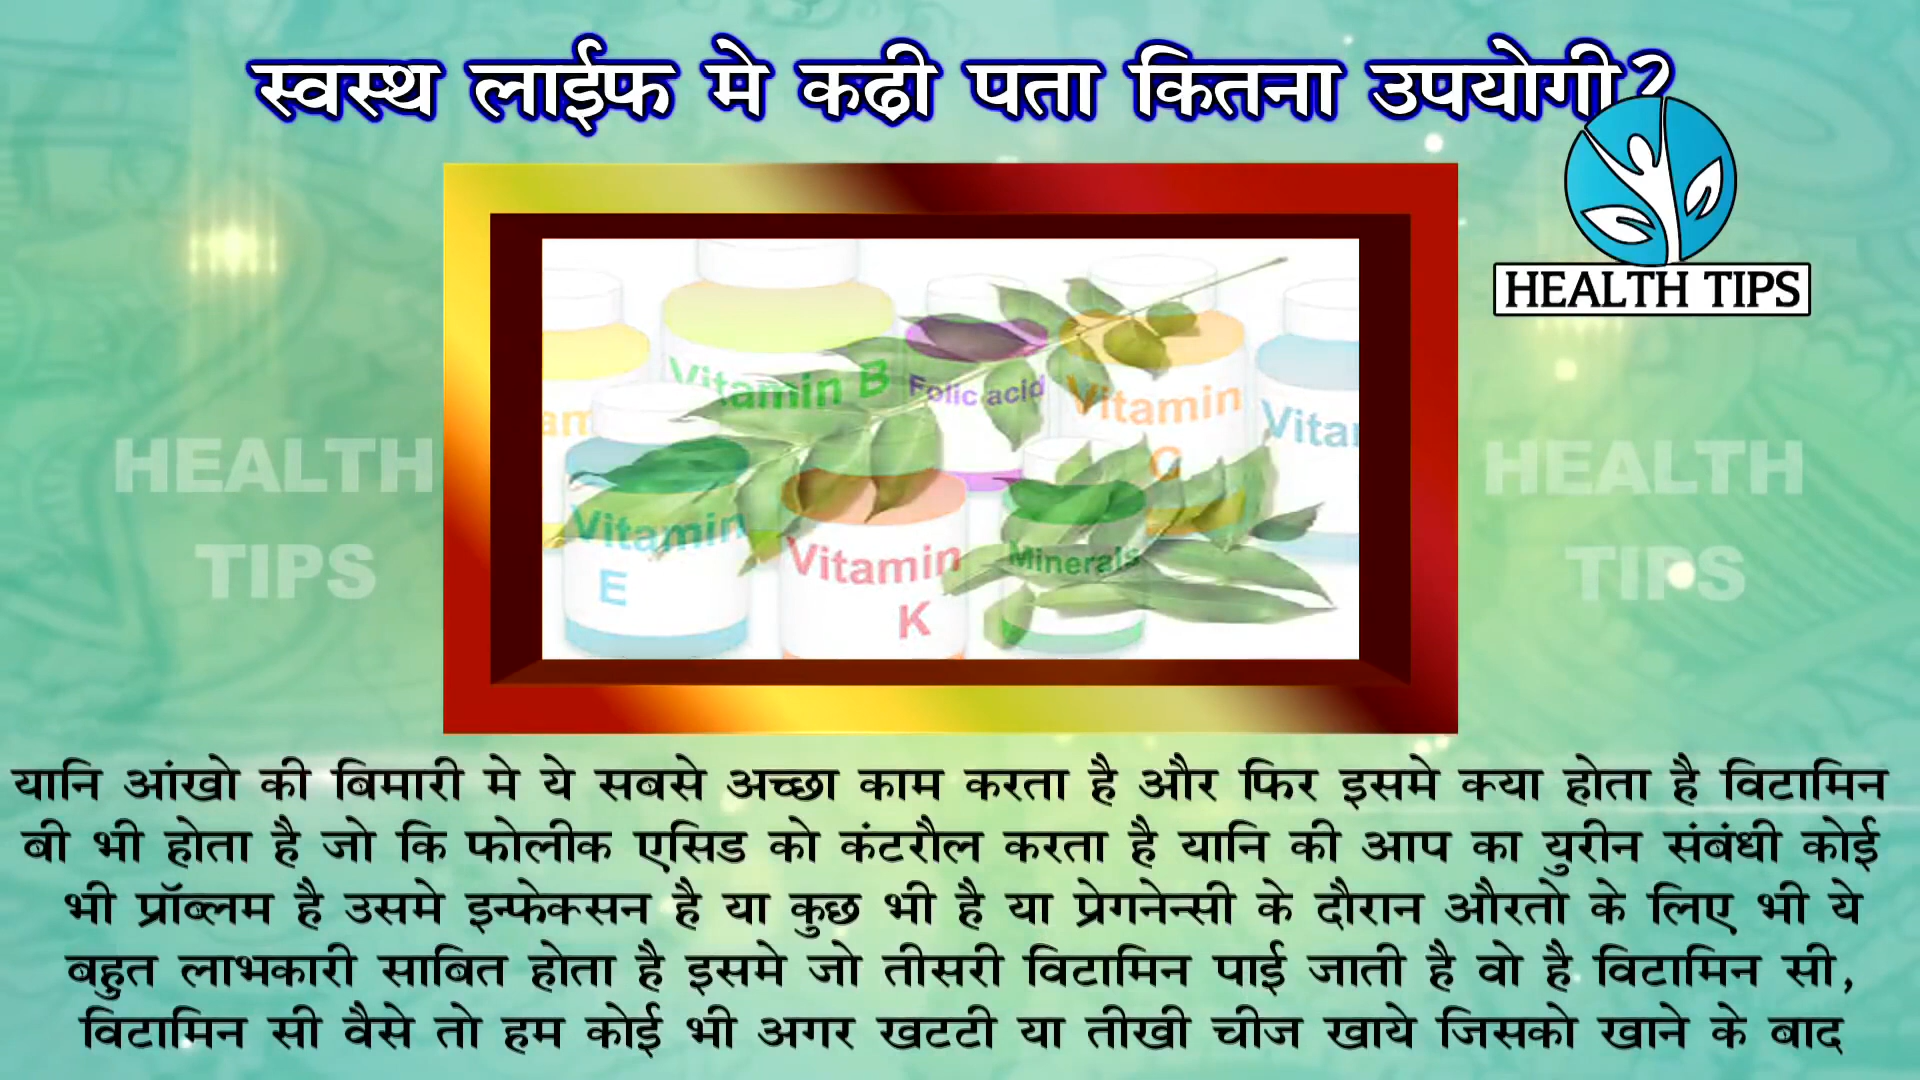 स्वस्थ लाईफ मे कढी पता कितना उपयोगी?
HEALTH TIPS
Vitamin B
Folic acid
Vitamin
C
Vitamin
E
Vitamin
K
Minerals
HEALTH
TIPS
HEALTH
TIPS
यानि आंखो की बिमारी मे ये सबसे अच्छा काम करता है और फिर इसमे क्या होता है विटामिन
बी भी होता है जो कि फोलीक एसिड को कंटरौल करता है यानि की आप का युरीन संबंधी कोई
भी प्रॉब्लम है उसमे इन्फेकसन है या कुछ भी है या प्रेगनेन्सी के दौरान औरतो के लिए भी ये
बहुत लाभकारी साबित होता है इसमे जो तीसरी विटामिन पाई जाती है वो है विटामिन सी,
विटामिन सी वैसे तो हम कोई भी अगर खटटी या तीखी चीज खाये जिसको खाने के बाद